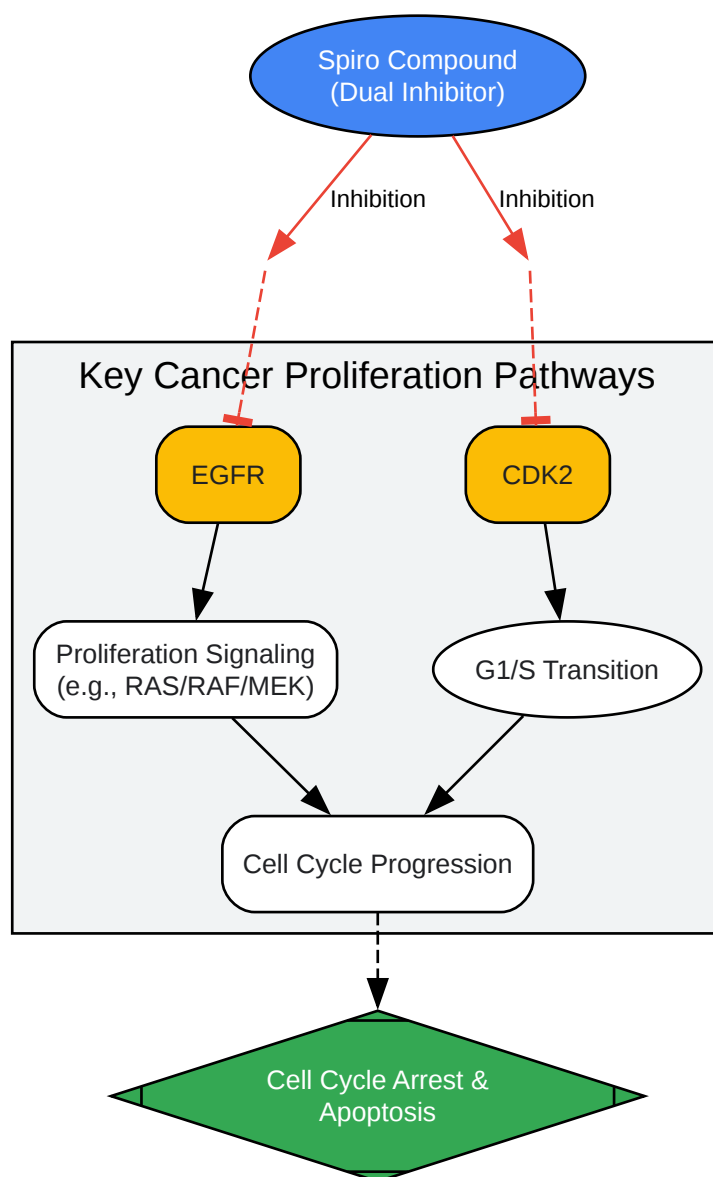 Spiro Compound
(Dual Inhibitor)
Inhibition
Inhibition
Key Cancer Proliferation Pathways
EGFR
CDK2
Proliferation Signaling
(e.g., RAS/RAF/MEK)
G1/S Transition
Cell Cycle Progression
Cell Cycle Arrest &
Apoptosis